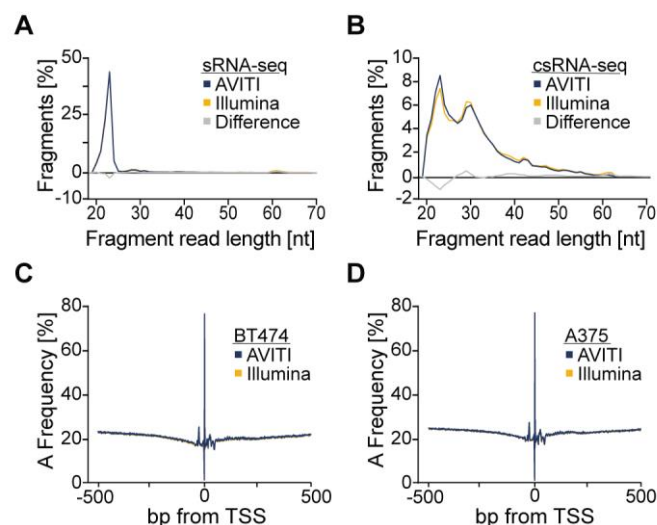 A
sRNA-seq
AVITI
Illumina
Difference
Fragments [%]
50
25
0
-10
20 30 40 50 60 70
Fragment read length [nt]
B
csRNA-seq
AVITI
Illumina
Difference
Fragments [%]
10
8
6
4
2
0
-2
20 30 40 50 60 70
Fragment read length [nt]
C
BT474
AVITI
Illumina
A Frequency [%]
80
60
40
20
0
-500 0 500
bp from TSS
D
A375
AVITI
Illumina
A Frequency [%]
80
60
40
20
0
-500 0 500
bp from TSS